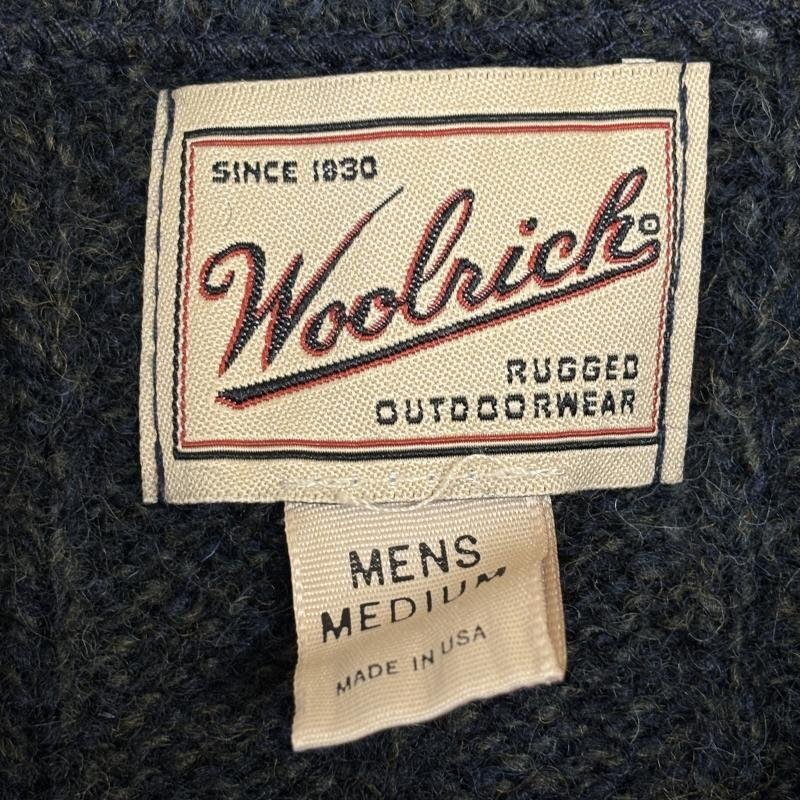 SINCE 1830
Woolrich®
RUGGED
OUTDOORWEAR
MENS
MEDIUM
MADE IN USA